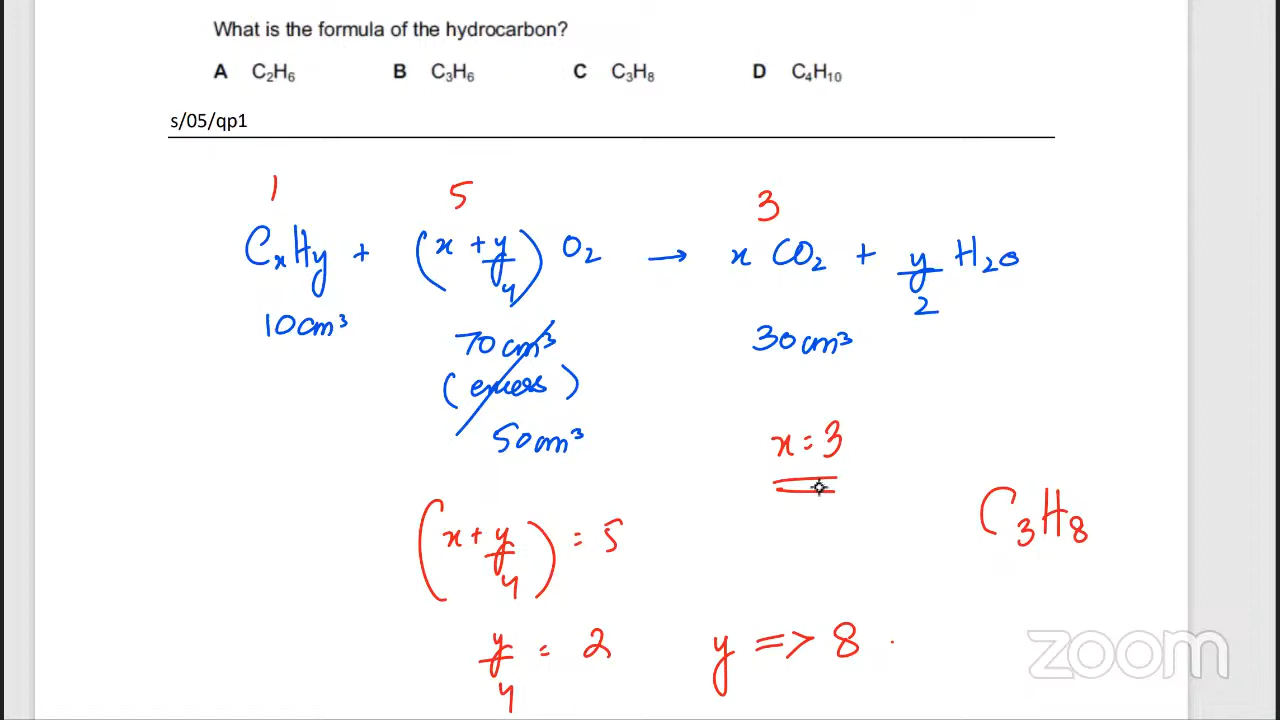 What is the formula of the hydrocarbon?
A C₂H₆ B C₃H₆ C C₃H₈ D C₄H₁₀
s/05/qp1
1 5 3
CₓHy + (x + y/4) O₂ → x CO₂ + y/2 H₂O
10cm³ 70cm³ 30cm³
(excess)
50cm³
x = 3
C₃H₈
(x + y/4) = 5
y/4 = 2 y => 8
zoom